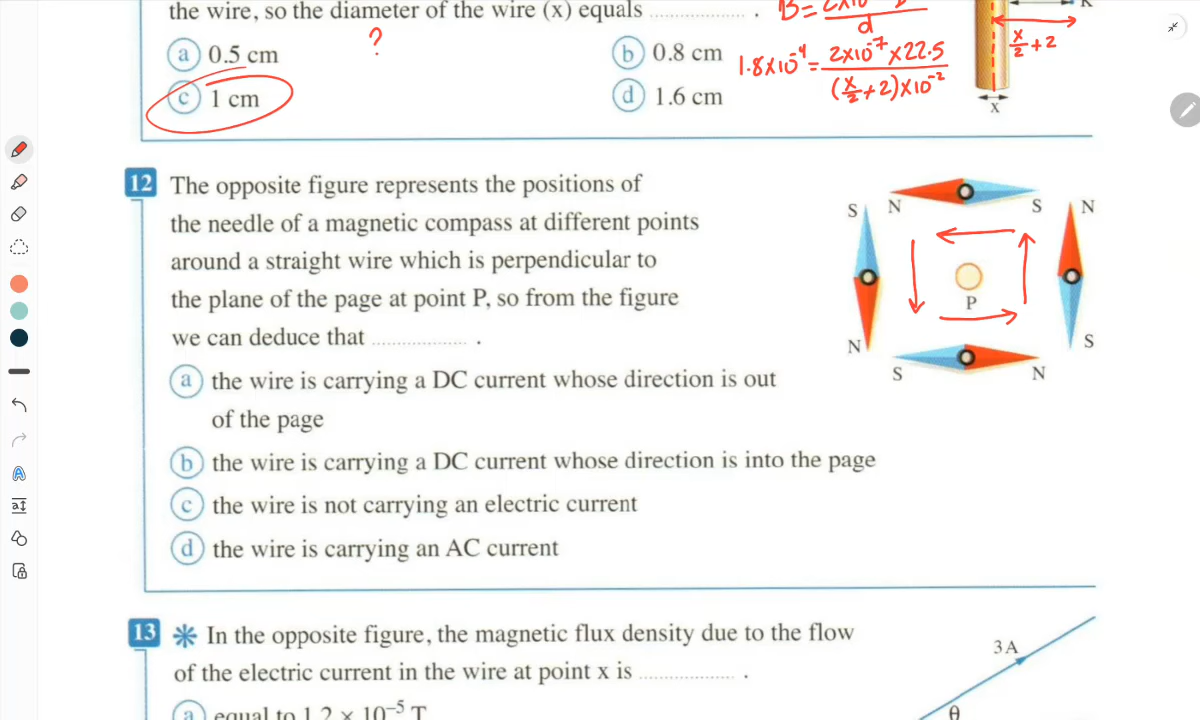 the wire, so the diameter of the wire (x) equals .................. .
?
a 0.5 cm
b 0.8 cm
c 1 cm
d 1.6 cm
d
1.8×10⁻⁴ = 2×10⁻⁷×22.5
(x/2+2)×10⁻²
x/2+2
x
12 The opposite figure represents the positions of
the needle of a magnetic compass at different points
around a straight wire which is perpendicular to
the plane of the page at point P, so from the figure
we can deduce that .................. .
a the wire is carrying a DC current whose direction is out
of the page
b the wire is carrying a DC current whose direction is into the page
c the wire is not carrying an electric current
d the wire is carrying an AC current
S N S N
P
N S N S
13 * In the opposite figure, the magnetic flux density due to the flow
of the electric current in the wire at point x is .................. .
a equal to 1.2 × 10⁻⁵ T
3 A
θ